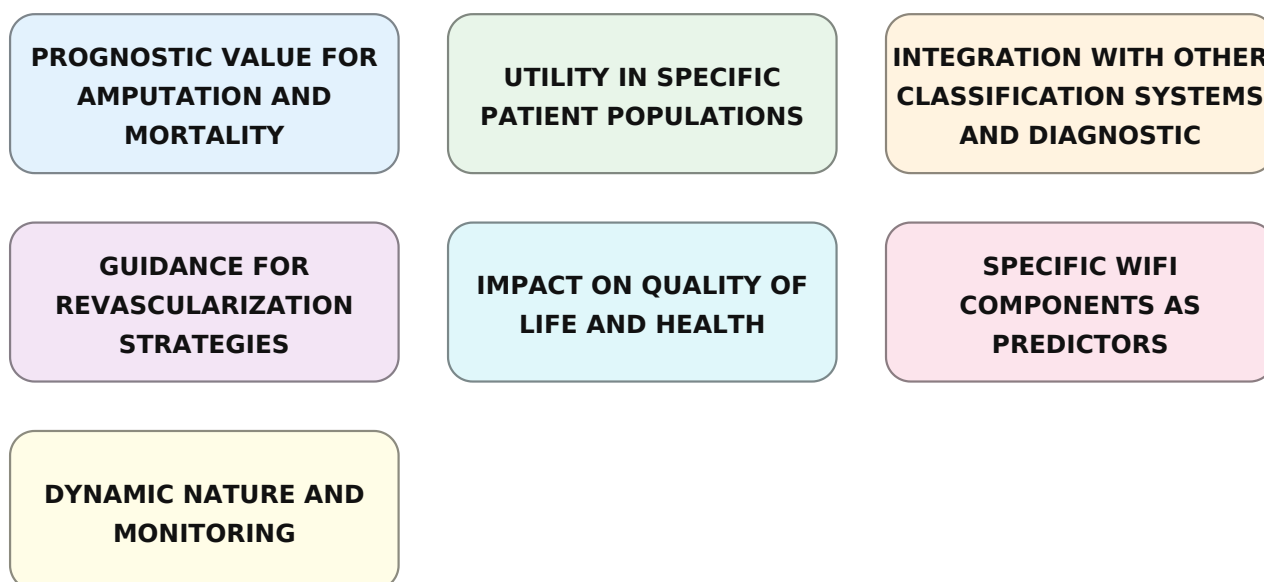 PROGNOSTIC VALUE FOR
AMPUTATION AND
MORTALITY
UTILITY IN SPECIFIC
PATIENT POPULATIONS
INTEGRATION WITH OTHER
CLASSIFICATION SYSTEMS
AND DIAGNOSTIC
GUIDANCE FOR
REVASCULARIZATION
STRATEGIES
IMPACT ON QUALITY OF
LIFE AND HEALTH
SPECIFIC WIFI
COMPONENTS AS
PREDICTORS
DYNAMIC NATURE AND
MONITORING